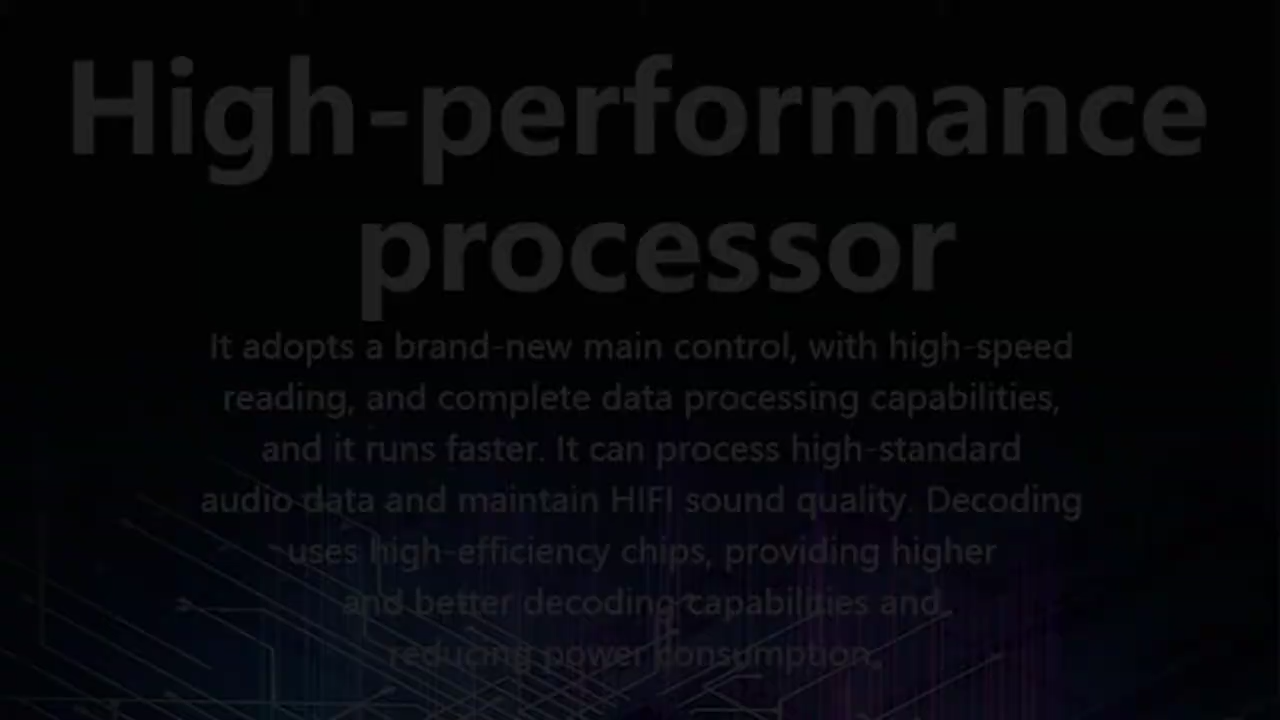 High-performance
processor
It adopts a brand-new main control, with high-speed
reading, and complete data processing capabilities,
and it runs faster. It can process high-standard
audio data and maintain HIFI sound quality. Decoding
uses high-efficiency chips, providing higher
and better decoding capabilities and
reducing power consumption.